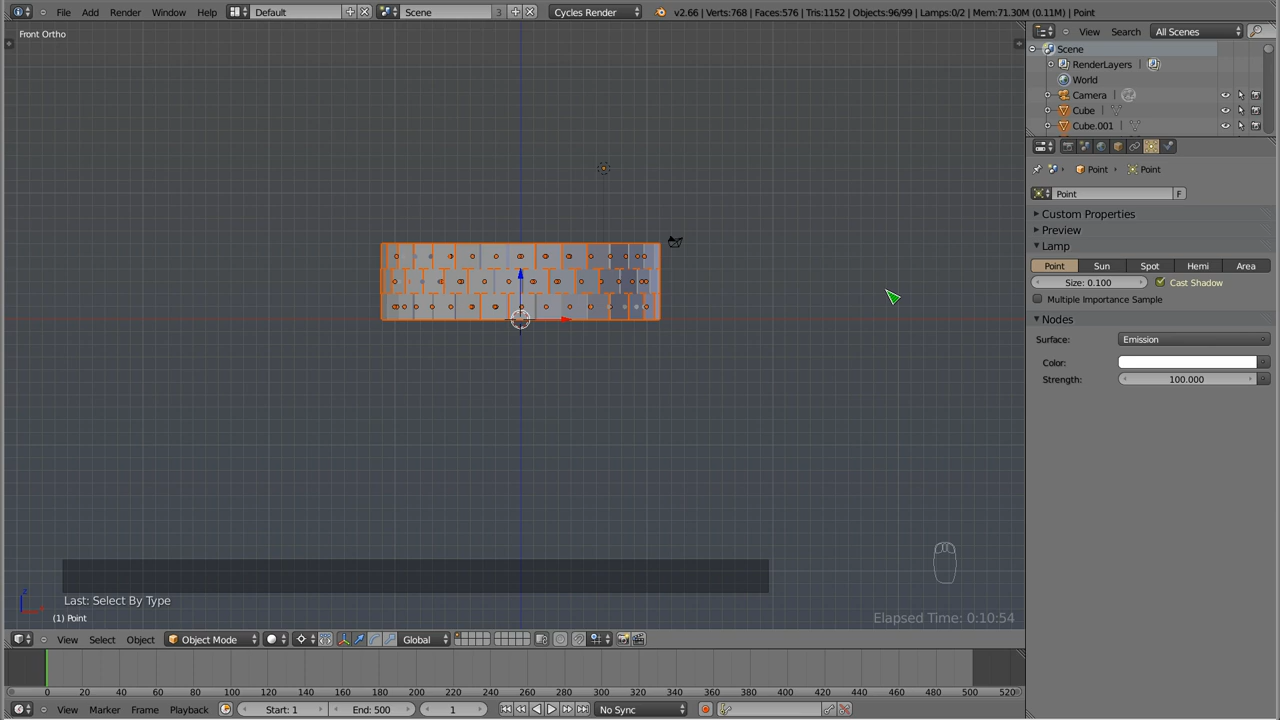 File Add Render Window Help Default Scene 3 Cycles Render v2.66 | Verts:768 | Faces:576 | Tris:1152 | Objects:96/99 | Lamps:0/2 | Mem:71.30M (0.11M) | Point
Front Ortho
View Search All Scenes
Scene
RenderLayers |
World
Camera |
Cube |
Cube.001 |
Point Point
Point F
Custom Properties
Preview
Lamp
Point Sun Spot Hemi Area
Size: 0.100 Cast Shadow
Multiple Importance Sample
Nodes
Surface: Emission
Color:
Strength: 100.000
z
Last: Select By Type
(1) Point
Elapsed Time: 0:10:54
View Select Object Object Mode Global
0 20 40 60 80 100 120 140 160 180 200 220 240 260 280 300 320 340 360 380 400 420 440 460 480 500 520
View Marker Frame Playback Start: 1 End: 500 1 No Sync